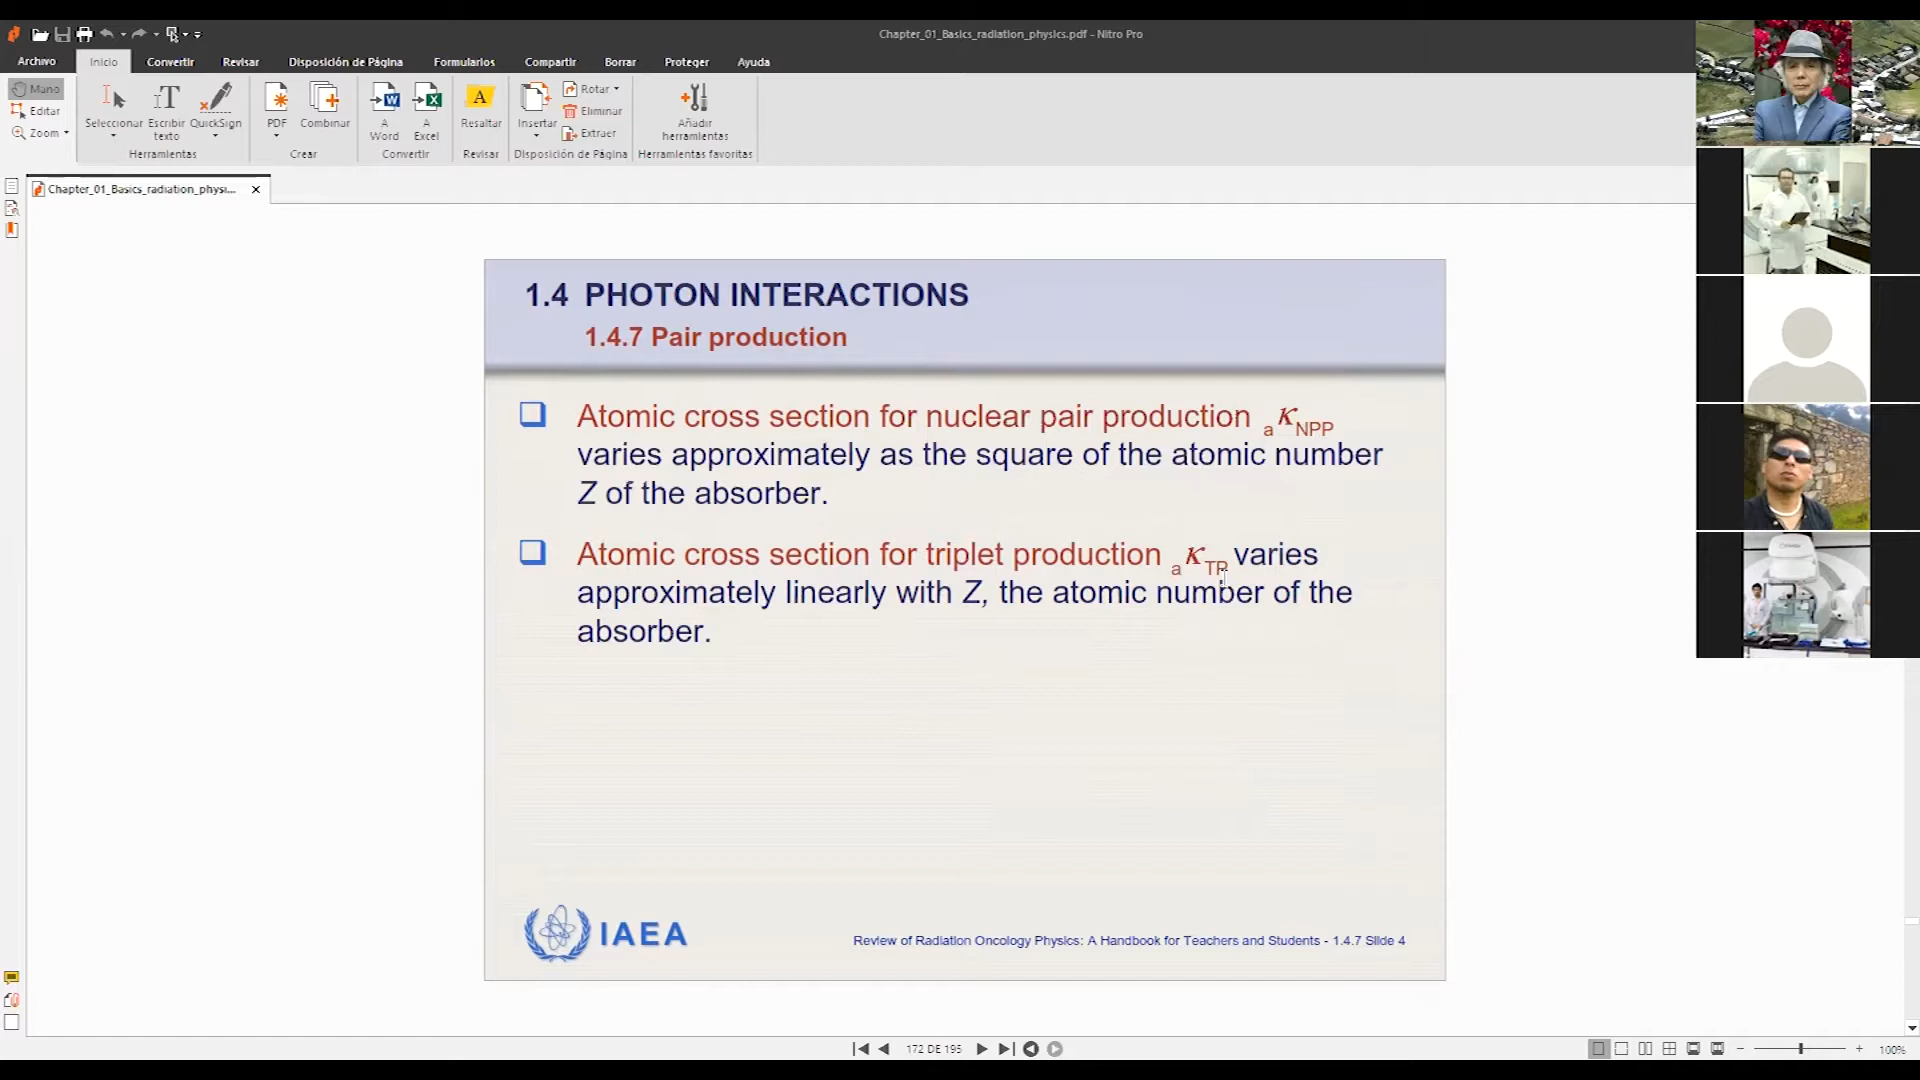 Chapter_01_Basics_radiation_physics.pdf - Nitro Pro
Archivo Inicio Convertir Revisar Disposición de Página Formularios Compartir Borrar Proteger Ayuda
Mano
Editar
Zoom
Seleccionar
Escribir texto
QuickSign
Herramientas
PDF
Combinar
Crear
A Word
A Excel
Convertir
Resaltar
Revisar
Insertar
Rotar
Eliminar
Extraer
Disposición de Página
Añadir herramientas
Herramientas favoritas
Chapter_01_Basics_radiation_physi...
1.4 PHOTON INTERACTIONS
1.4.7 Pair production
Atomic cross section for nuclear pair production aκNPP
varies approximately as the square of the atomic number
Z of the absorber.
Atomic cross section for triplet production aκTP varies
approximately linearly with Z, the atomic number of the
absorber.
IAEA
Review of Radiation Oncology Physics: A Handbook for Teachers and Students - 1.4.7 Slide 4
172 DE 195
100%